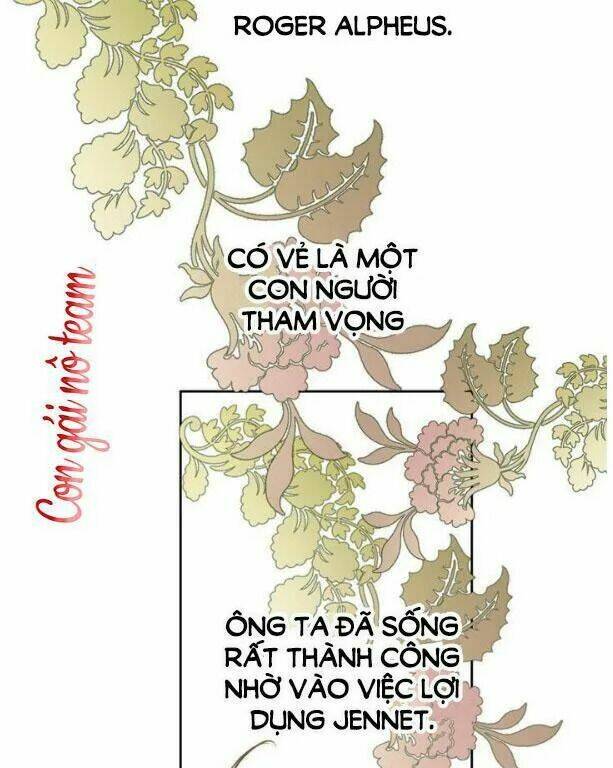 ROGER ALPHEUS.
CÓ VẺ LÀ MỘT
CON NGƯỜI
THAM VỌNG
Con gái nô team
ÔNG TA ĐÃ SỐNG
RẤT THÀNH CÔNG
NHỜ VÀO VIỆC LỢI
DỤNG JENNET.